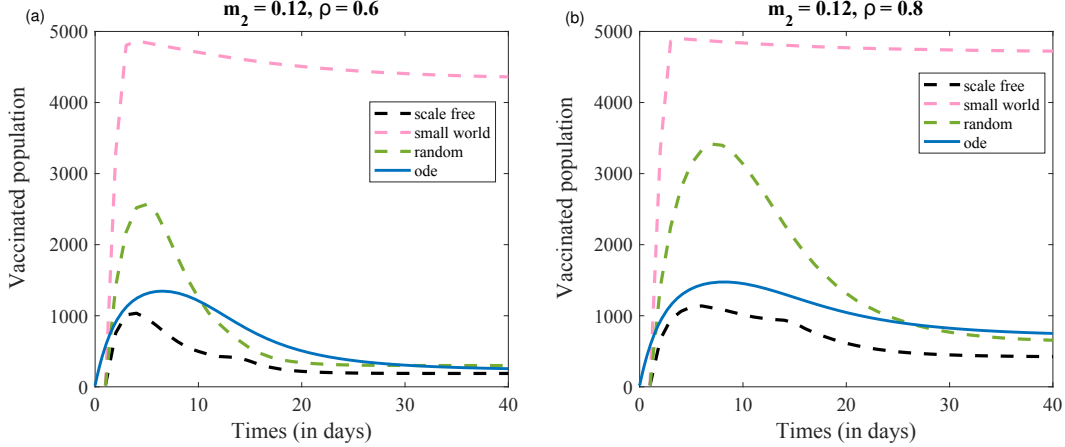 (a)
m2 = 0.12, ρ = 0.6
Vaccinated population
5000
4000
3000
2000
1000
0
scale free
small world
random
ode
0 10 20 30 40
Times (in days)
(b)
m2 = 0.12, ρ = 0.8
Vaccinated population
5000
4000
3000
2000
1000
0
scale free
small world
random
ode
0 10 20 30 40
Times (in days)